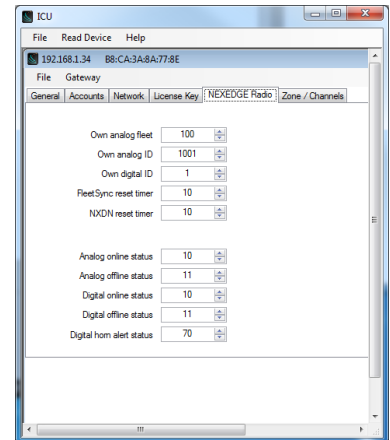 ICU
File Read Device Help
192.168.1.34 B8:CA:3A:8A:77:8E
File Gateway
General Accounts Network License Key NEXEDGE Radio Zone / Channels
Own analog fleet 100
Own analog ID 1001
Own digital ID 1
FleetSync reset timer 10
NXDN reset timer 10
Analog online status 10
Analog offline status 11
Digital online status 10
Digital offline status 11
Digital horn alert status 70